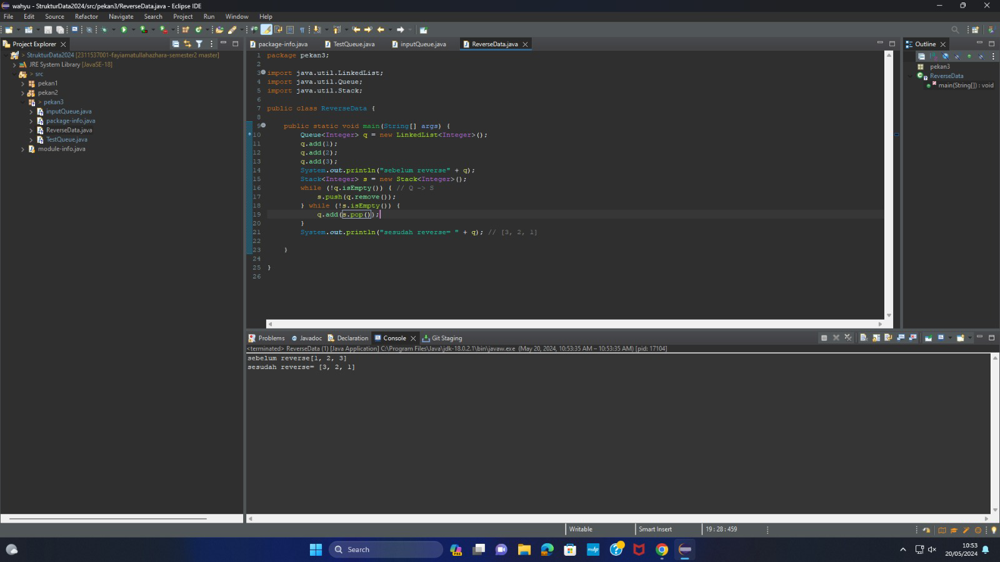 wahyu - StrukturData2024/src/pekan3/ReverseData.java - Eclipse IDE
File Edit Source Refactor Navigate Search Project Run Window Help
Project Explorer
StrukturData2024 [2311537001-fayiamatullahazhara-semester2 master]
JRE System Library [JavaSE-18]
src
pekan1
pekan2
pekan3
inputQueue.java
package-info.java
ReverseData.java
TestQueue.java
module-info.java
package-info.java TestQueue.java inputQueue.java ReverseData.java
1 package pekan3;
2
3 import java.util.LinkedList;
4 import java.util.Queue;
5 import java.util.Stack;
6
7 public class ReverseData {
8
9 public static void main(String[] args) {
10 Queue<Integer> q = new LinkedList<Integer>();
11 q.add(1);
12 q.add(2);
13 q.add(3);
14 System.out.println("sebelum reverse" + q);
15 Stack<Integer> s = new Stack<Integer>();
16 while (!q.isEmpty()) { // Q -> S
17 s.push(q.remove());
18 } while (!s.isEmpty()) {
19 q.add(s.pop());
20 }
21 System.out.println("sesudah reverse= " + q); // [3, 2, 1]
22
23 }
24
25 }
26
Outline
pekan3
ReverseData
main(String[]) : void
Problems Javadoc Declaration Console Git Staging
<terminated> ReverseData (1) [Java Application] C:\Program Files\Java\jdk-18.0.2.1\bin\javaw.exe (May 20, 2024, 10:53:35 AM – 10:53:35 AM) [pid: 17104]
sebelum reverse[1, 2, 3]
sesudah reverse= [3, 2, 1]
Writable Smart Insert 19 : 28 : 459
Search
PRE
10:53
20/05/2024